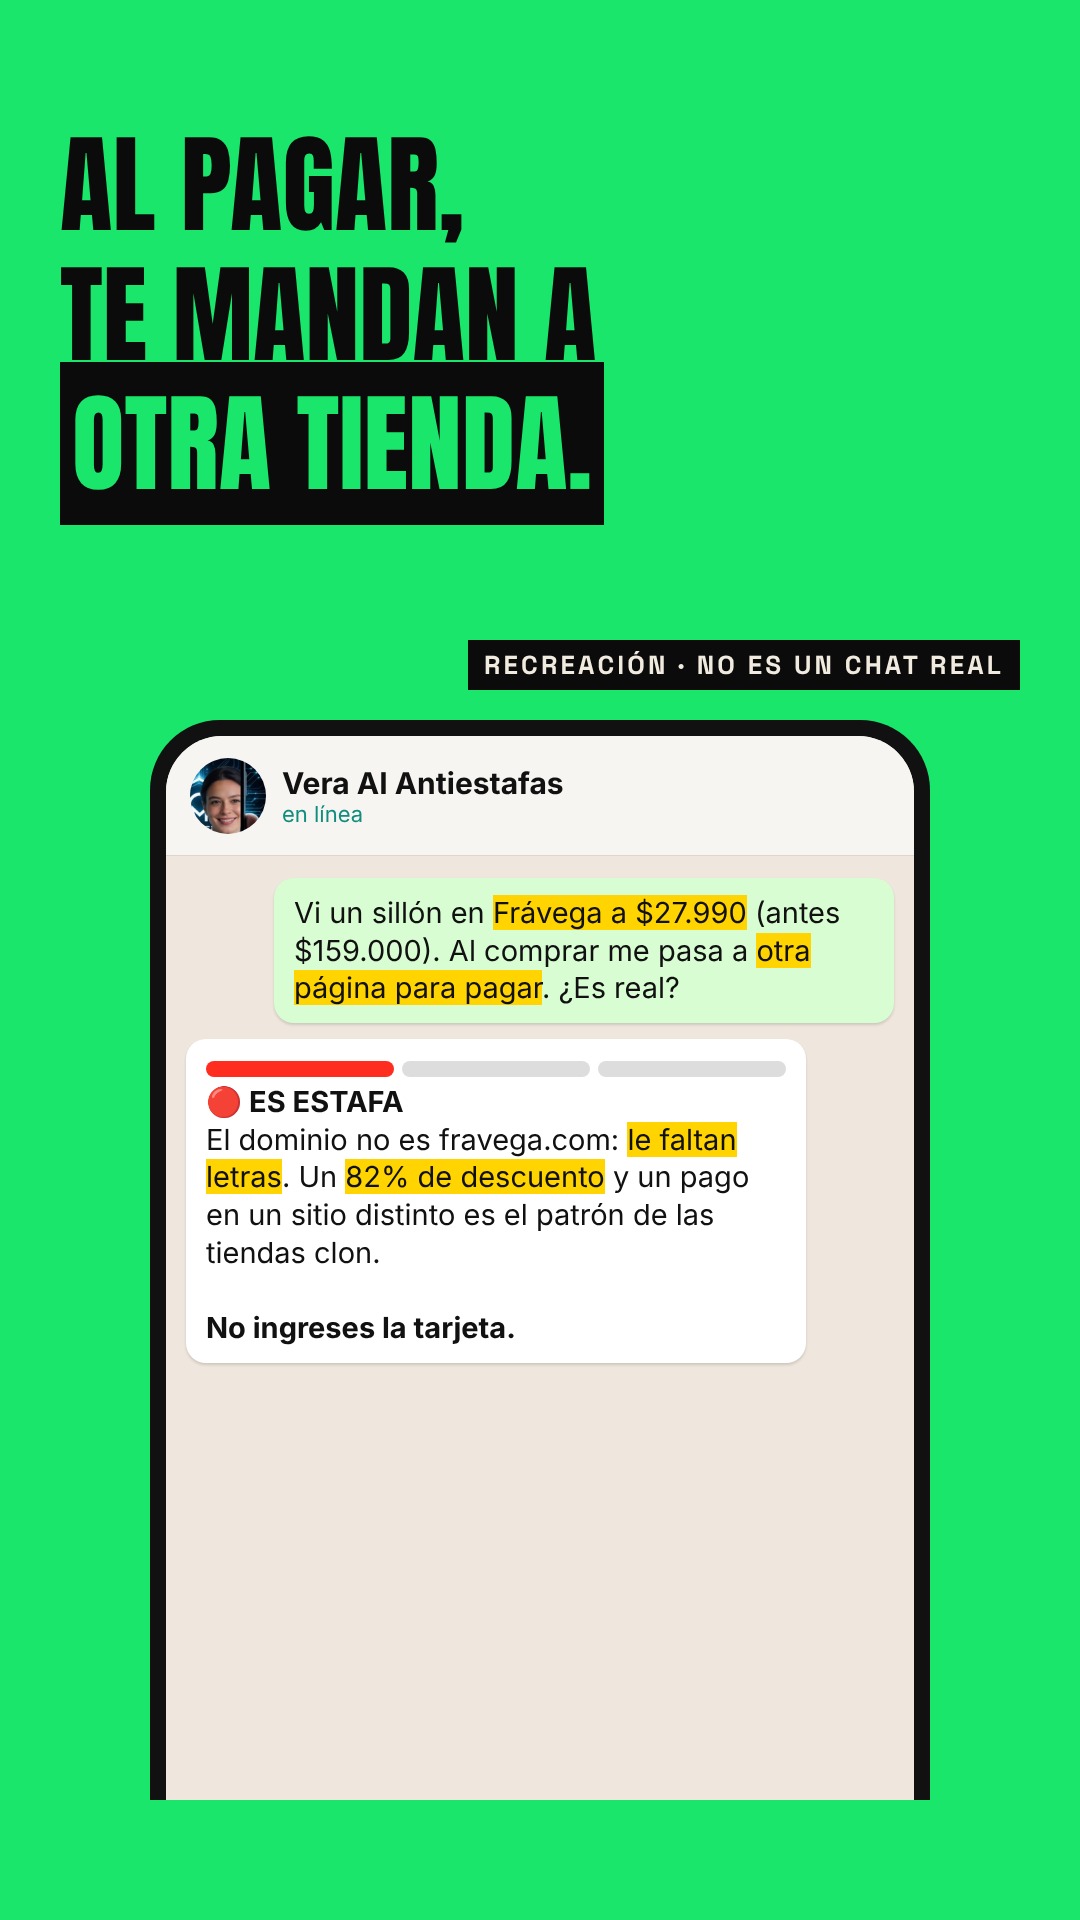 AL PAGAR,
TE MANDAN A
OTRA TIENDA.
RECREACIÓN · NO ES UN CHAT REAL
Vera AI Antiestafas
en línea
Vi un sillón en Frávega a $27.990 (antes
$159.000). Al comprar me pasa a otra
página para pagar. ¿Es real?
🔴 ES ESTAFA
El dominio no es fravega.com: le faltan
letras. Un 82% de descuento y un pago
en un sitio distinto es el patrón de las
tiendas clon.
No ingreses la tarjeta.